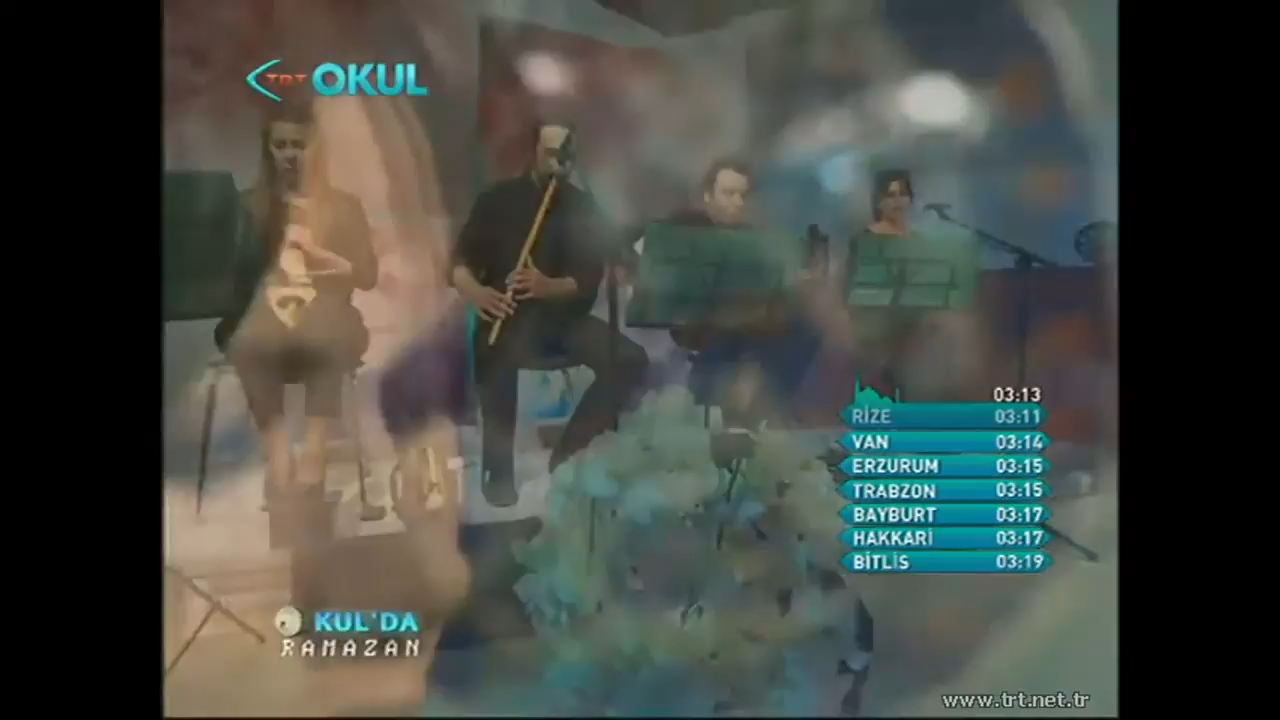 TRT OKUL
03:13
RİZE 03:11
VAN 03:14
ERZURUM 03:15
TRABZON 03:15
BAYBURT 03:17
HAKKARİ 03:17
BİTLİS 03:19
KUL'DA
RAMAZAN
www.trt.net.tr